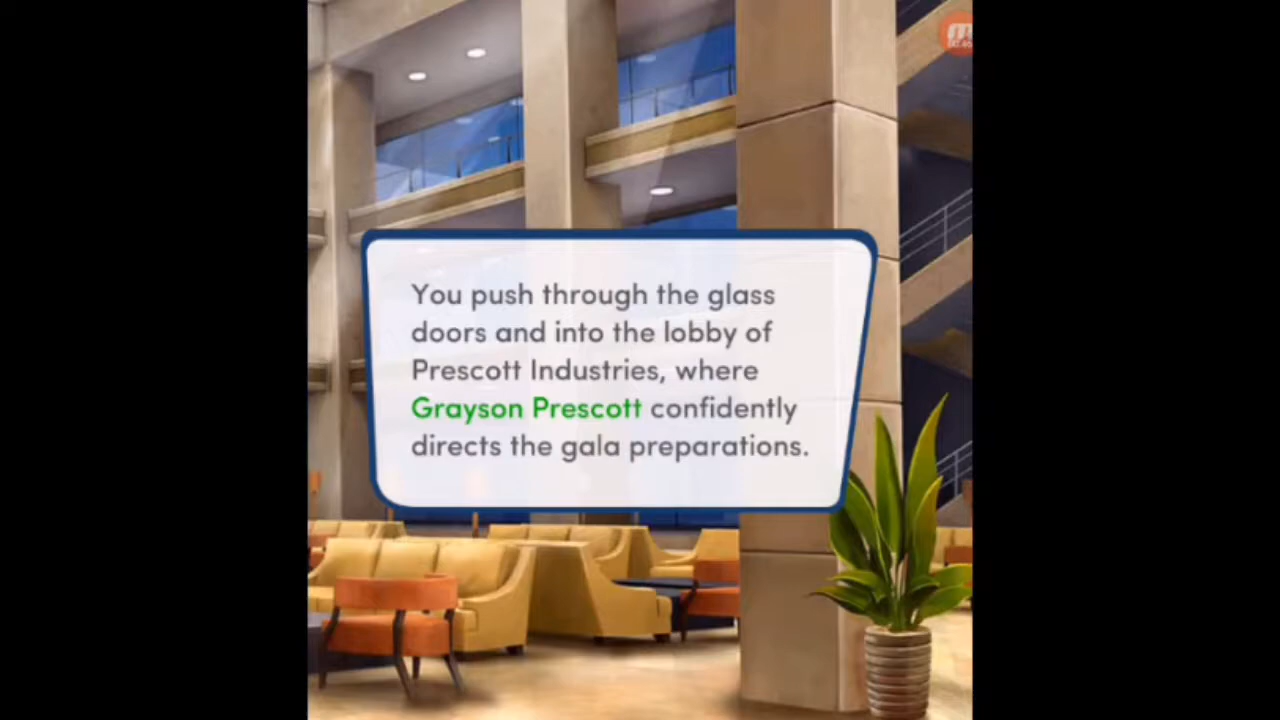 You push through the glass
doors and into the lobby of
Prescott Industries, where
Grayson Prescott confidently
directs the gala preparations.